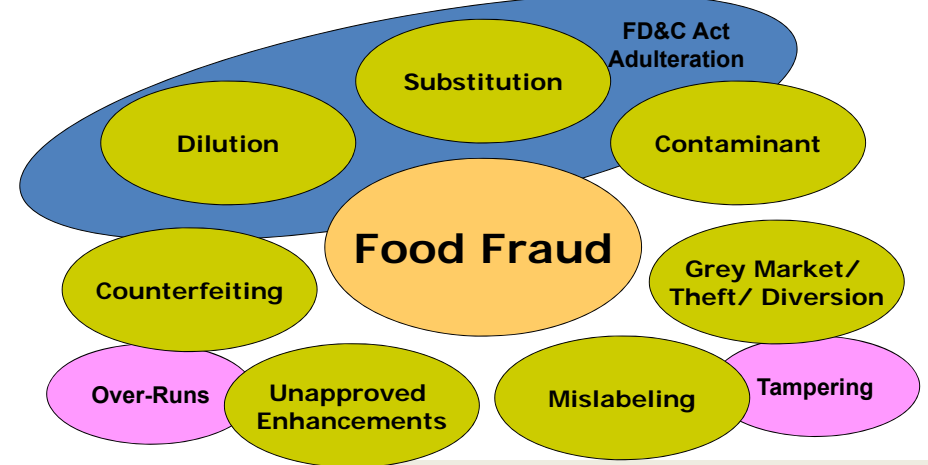 FD&C Act
Adulteration
Substitution
Dilution
Contaminant
Food Fraud
Grey Market/
Theft/ Diversion
Counterfeiting
Over-Runs
Unapproved
Enhancements
Mislabeling
Tampering